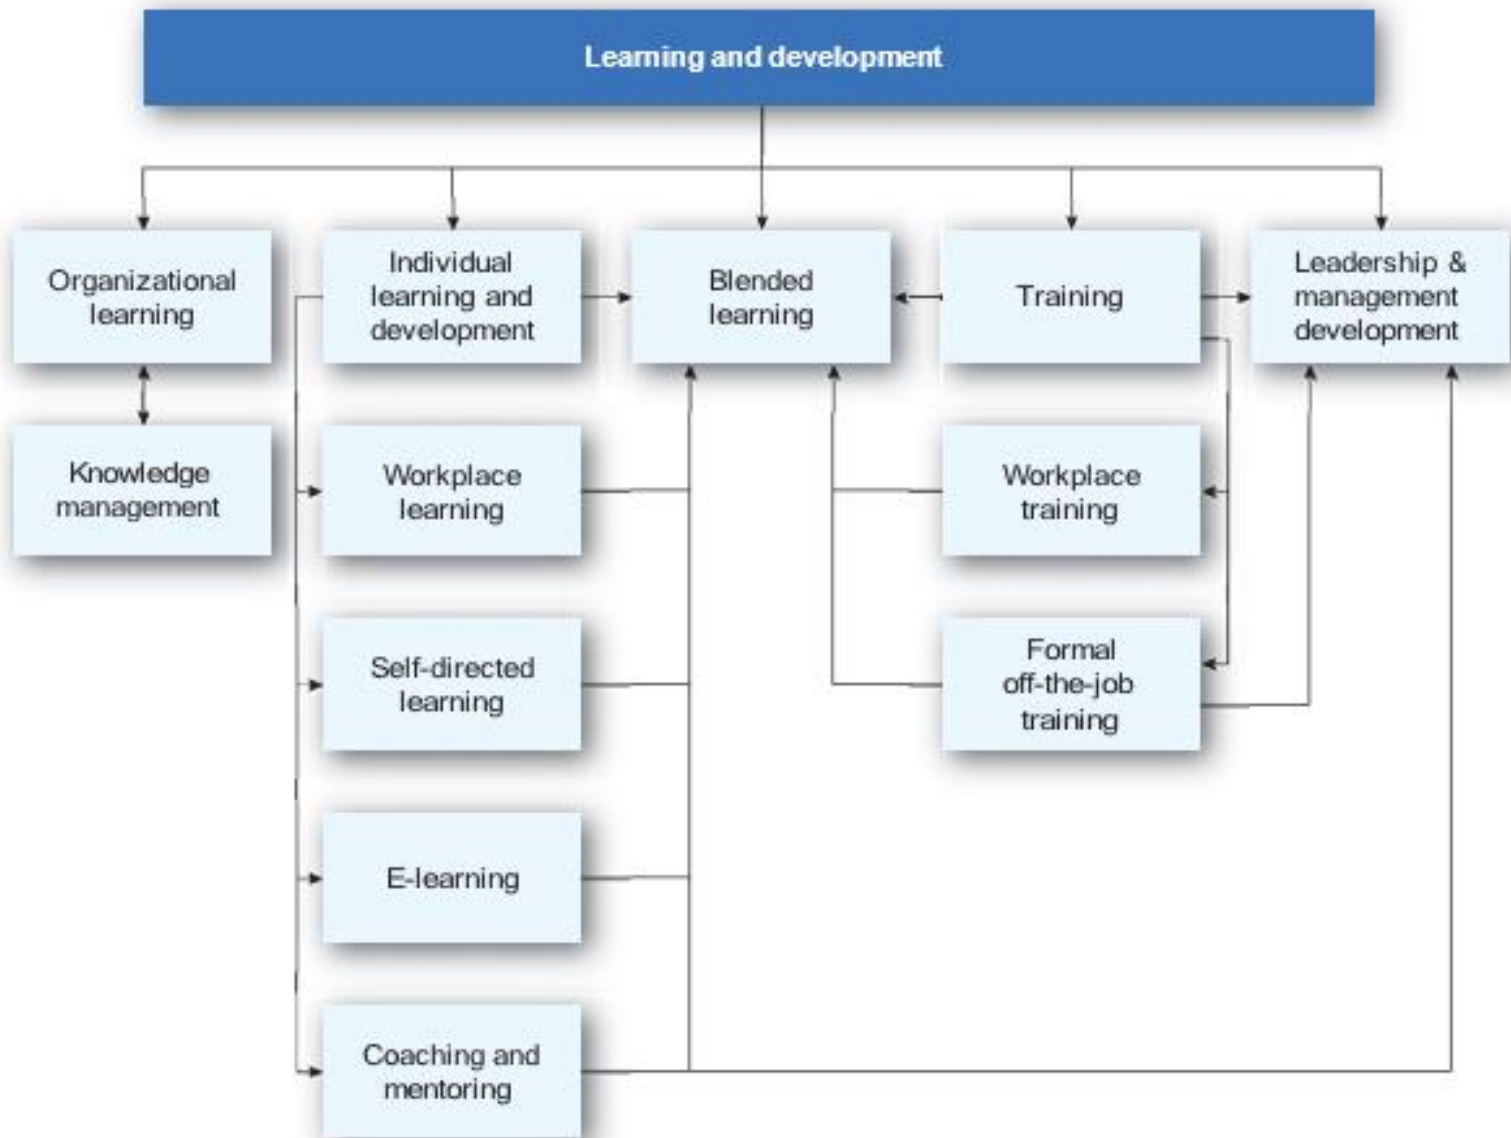 Learning and development
Organizational
learning
Individual
learning and
development
Blended
learning
Training
Leadership &
management
development
Knowledge
management
Workplace
learning
Workplace
training
Self-directed
learning
Formal
off-the-job
training
E-learning
Coaching and
mentoring